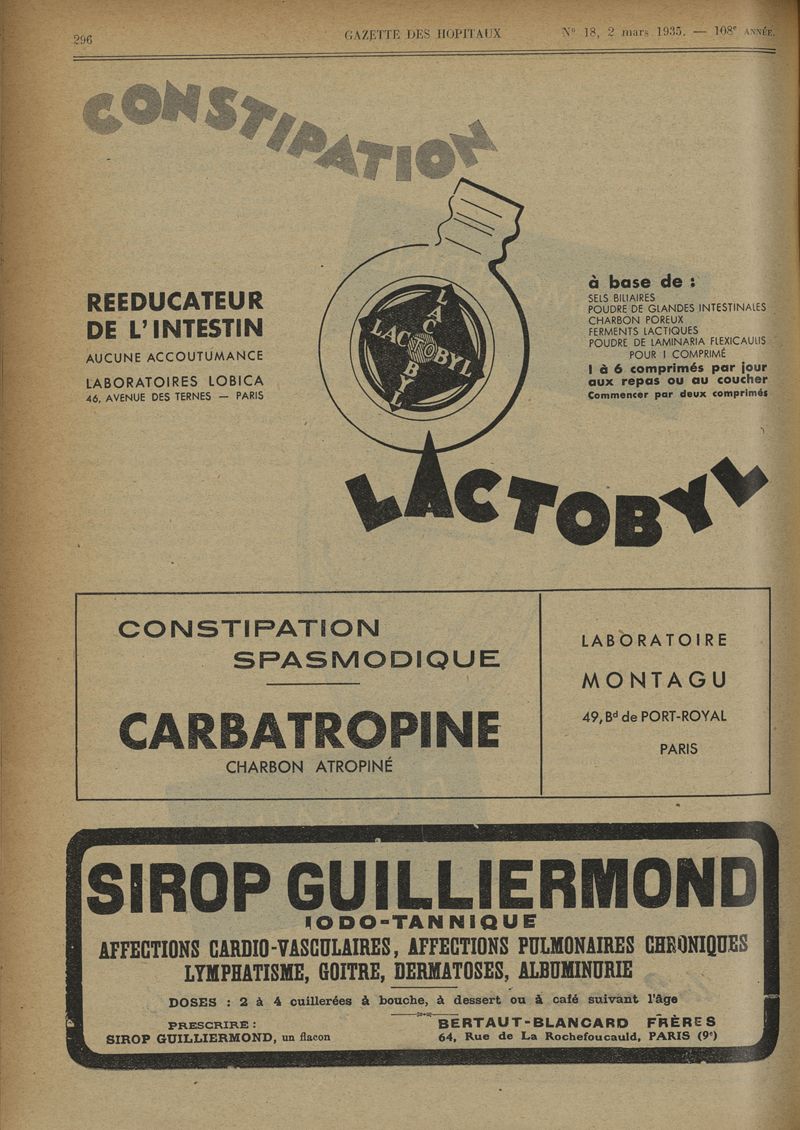 296
GAZETTE DES HOPITAUX
Nº 18, 2 mars 1935. — 108e ANNÉE.
CONSTIPATION
REEDUCATEUR
DE L'INTESTIN
AUCUNE ACCOUTUMANCE
LABORATOIRES LOBICA
46, AVENUE DES TERNES — PARIS
LACTOBYL
LACTOBYL
à base de :
SELS BILIAIRES
POUDRE DE GLANDES INTESTINALES
CHARBON POREUX
FERMENTS LACTIQUES
POUDRE DE LAMINARIA FLEXICAULIS
POUR 1 COMPRIMÉ
1 à 6 comprimés par jour
aux repas ou au coucher
Commencer par deux comprimés
LACTOBYL
CONSTIPATION
SPASMODIQUE
CARBATROPINE
CHARBON ATROPINÉ
LABORATOIRE
MONTAGU
49, Bd de PORT-ROYAL
PARIS
SIROP GUILLIERMOND
IODO-TANNIQUE
AFFECTIONS CARDIO-VASCULAIRES, AFFECTIONS PULMONAIRES CHRONIQUES
LYMPHATISME, GOITRE, DERMATOSES, ALBUMINURIE
DOSES : 2 à 4 cuillerées à bouche, à dessert ou à café suivant l'âge
PRESCRIRE :
SIROP GUILLIERMOND, un flacon
BERTAUT-BLANCARD FRÈRES
64, Rue de La Rochefoucauld, PARIS (9e)